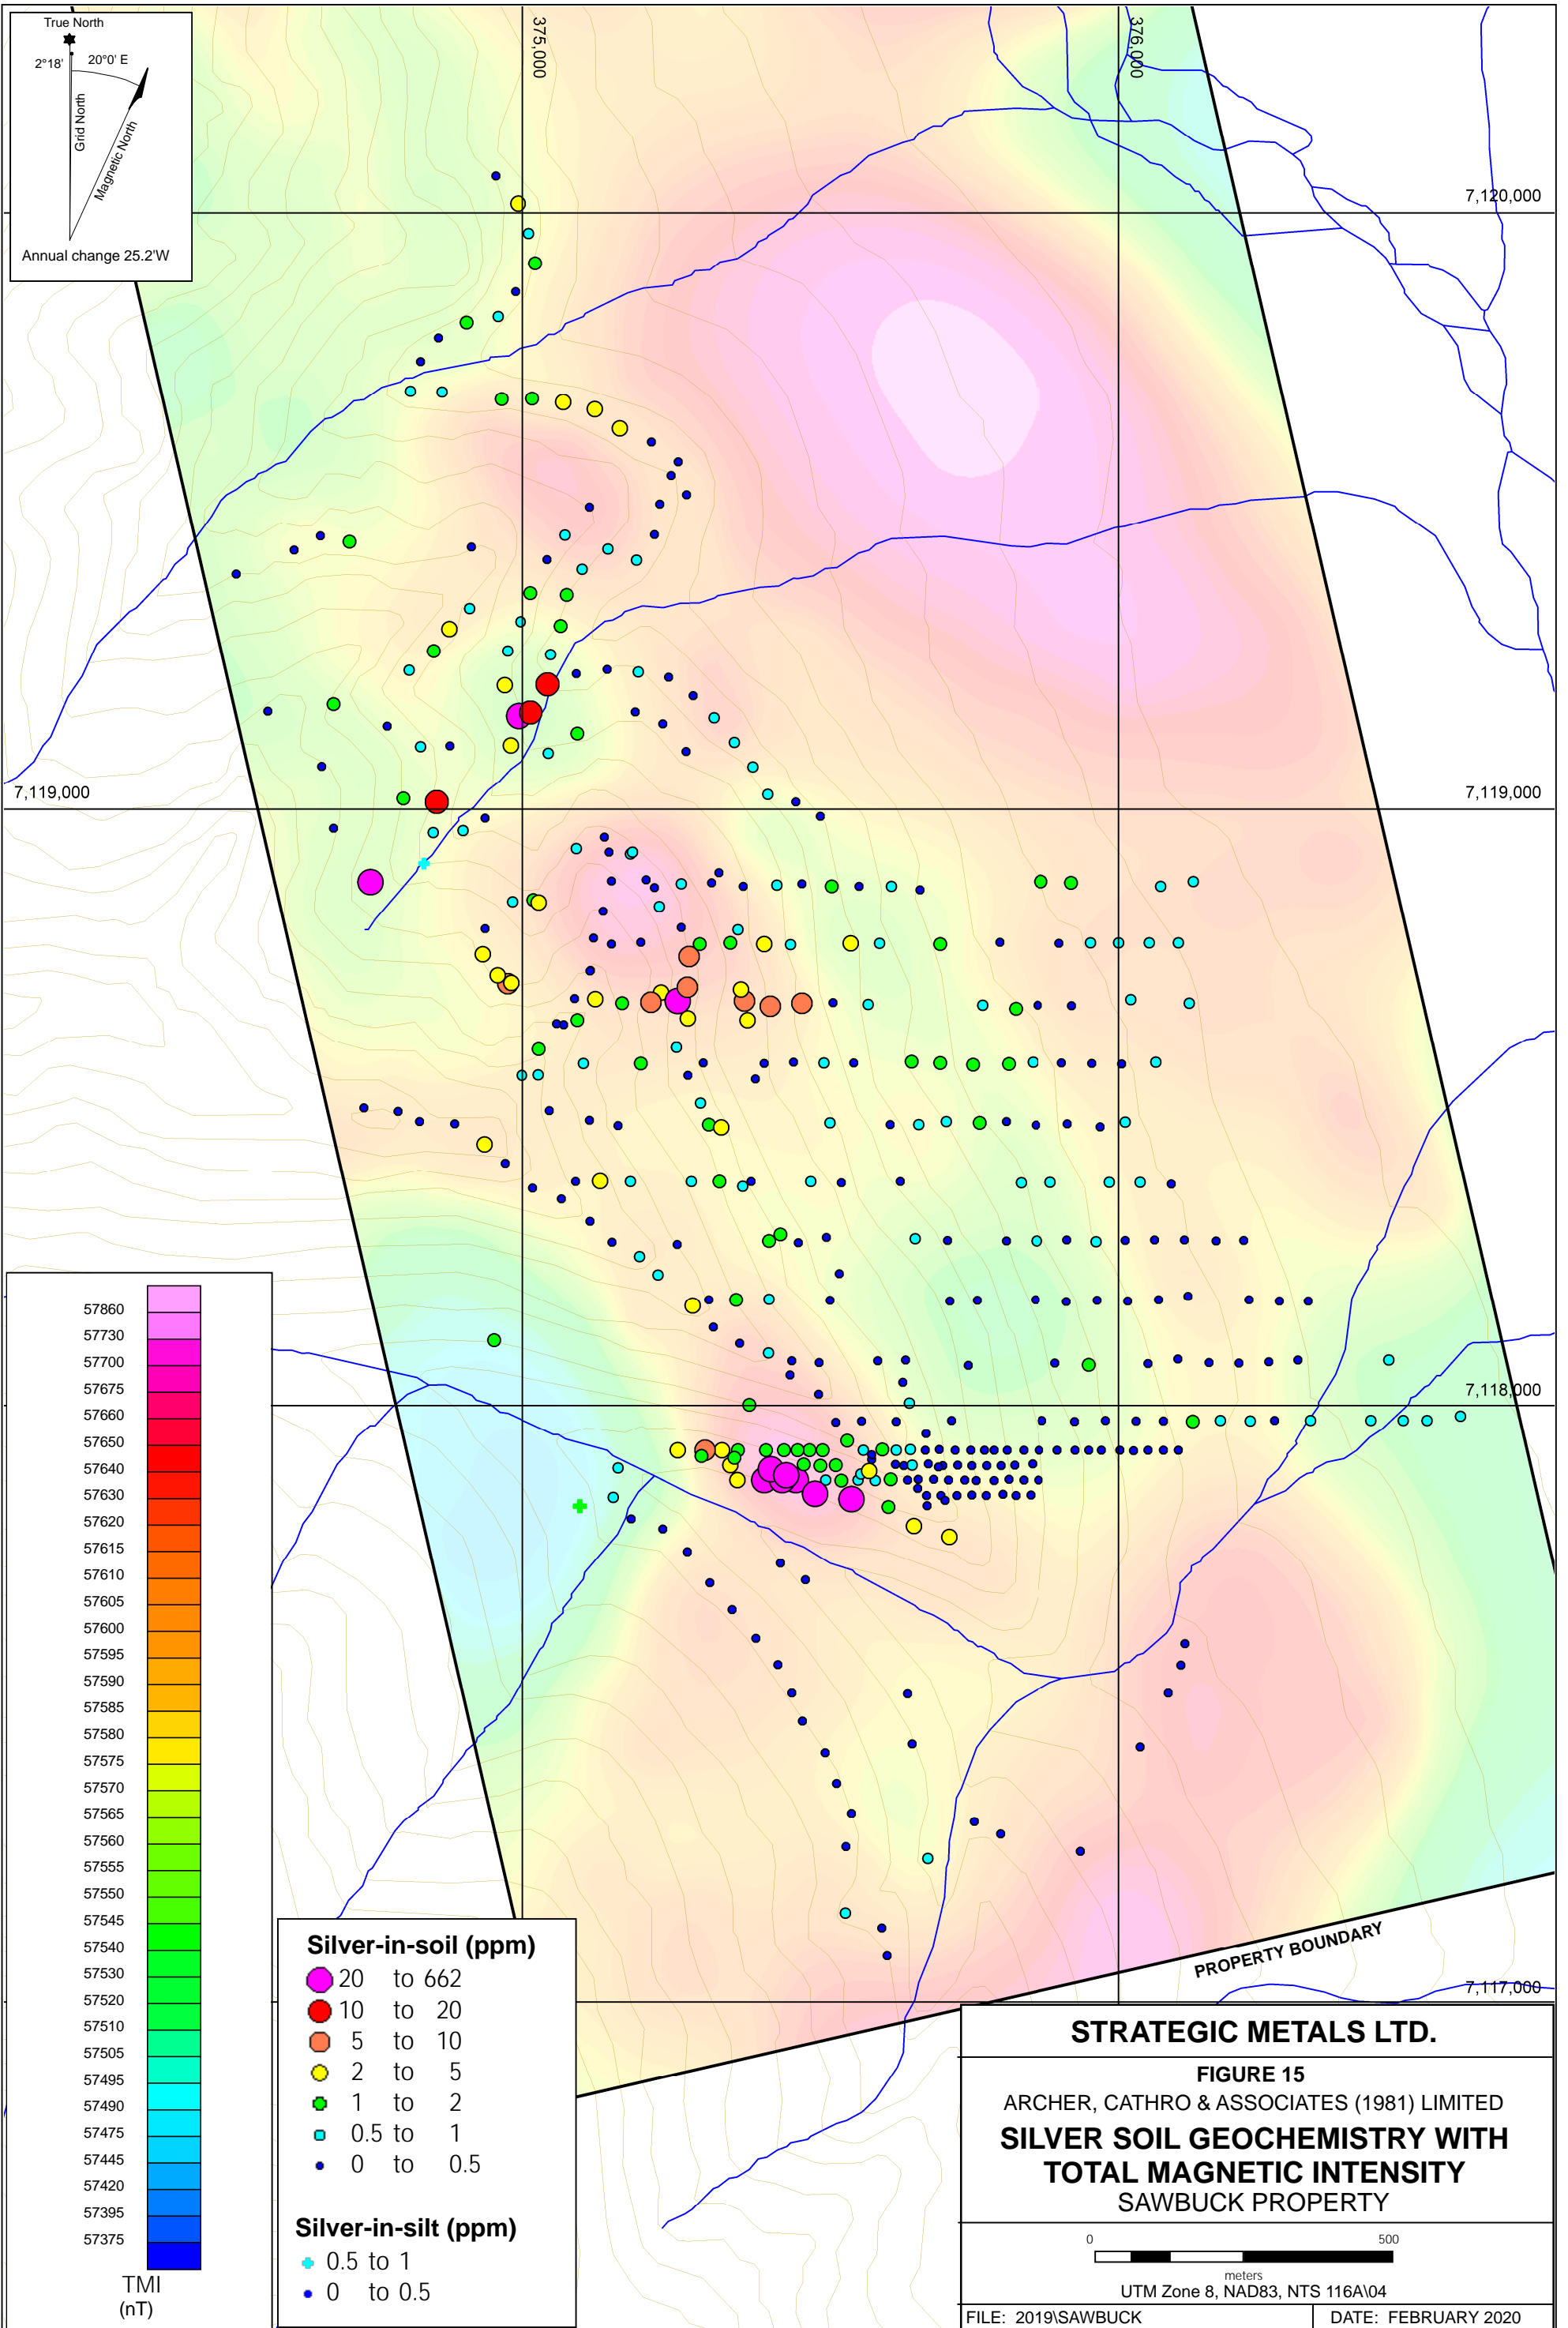 True North
2°18'
20°0' E
Grid North
Magnetic North
Annual change 25.2'W
375,000
376,000
7,120,000
7,119,000
7,119,000
7,118,000
7,117,000
PROPERTY BOUNDARY
57860
57730
57700
57675
57660
57650
57640
57630
57620
57615
57610
57605
57600
57595
57590
57585
57580
57575
57570
57565
57560
57555
57550
57545
57540
57530
57520
57510
57505
57495
57490
57475
57445
57420
57395
57375
TMI
(nT)
Silver-in-soil (ppm)
20 to 662
10 to 20
5 to 10
2 to 5
1 to 2
0.5 to 1
0 to 0.5
Silver-in-silt (ppm)
0.5 to 1
0 to 0.5
STRATEGIC METALS LTD.
FIGURE 15
ARCHER, CATHRO & ASSOCIATES (1981) LIMITED
SILVER SOIL GEOCHEMISTRY WITH
TOTAL MAGNETIC INTENSITY
SAWBUCK PROPERTY
0 500
meters
UTM Zone 8, NAD83, NTS 116A\04
FILE: 2019\SAWBUCK DATE: FEBRUARY 2020